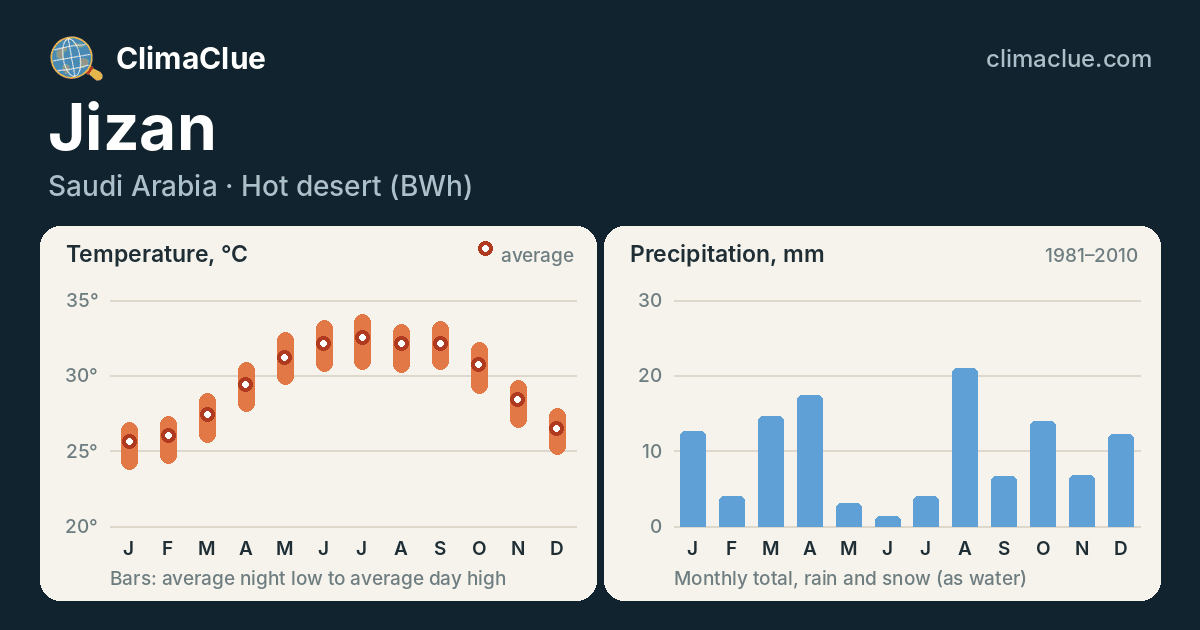 ClimaClue
climaclue.com
Jizan
Saudi Arabia · Hot desert (BWh)
Temperature, °C
average
35°
30°
25°
20°
J F M A M J J A S O N D
Bars: average night low to average day high
Precipitation, mm
1981–2010
30
20
10
0
J F M A M J J A S O N D
Monthly total, rain and snow (as water)